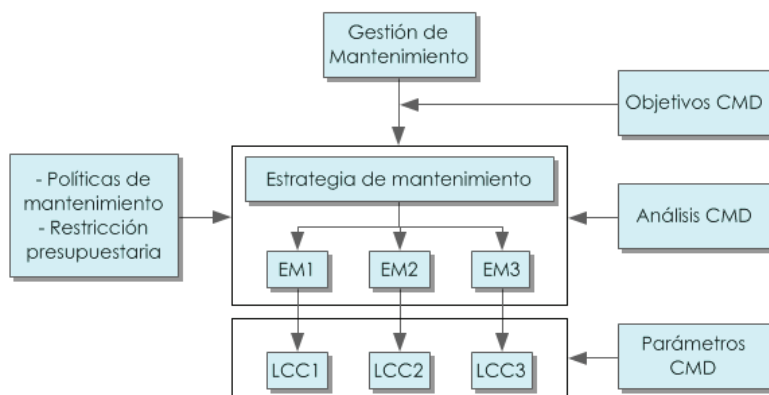 Gestión de
Mantenimiento
Objetivos CMD
- Políticas de
mantenimiento
- Restricción
presupuestaria
Estrategia de mantenimiento
Análisis CMD
EM1
EM2
EM3
LCC1
LCC2
LCC3
Parámetros
CMD